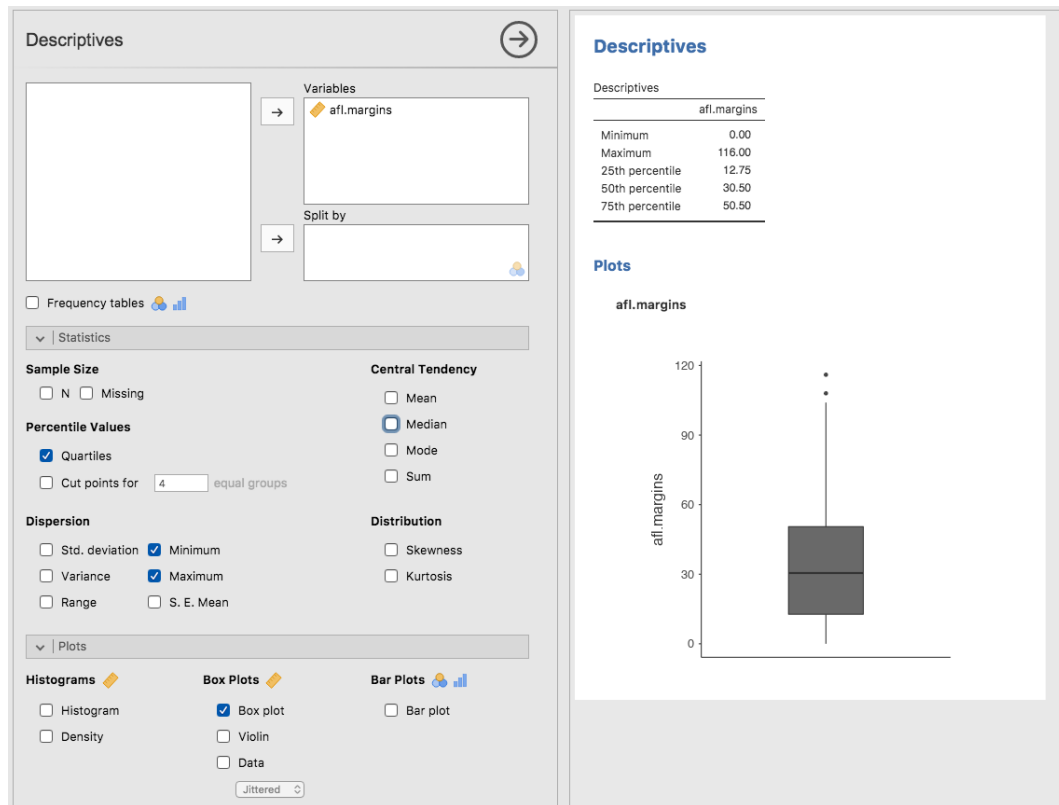 Descriptives
Variables
afl.margins
Split by
Frequency tables
Statistics
Sample Size
N Missing
Percentile Values
Quartiles
Cut points for 4 equal groups
Central Tendency
Mean
Median
Mode
Sum
Dispersion
Std. deviation Minimum
Variance Maximum
Range S. E. Mean
Distribution
Skewness
Kurtosis
Plots
Histograms
Histogram
Density
Box Plots
Box plot
Violin
Data
Jittered
Bar Plots
Bar plot
Descriptives
Descriptives
afl.margins
Minimum 0.00
Maximum 116.00
25th percentile 12.75
50th percentile 30.50
75th percentile 50.50
Plots
afl.margins
120
90
60
30
0
afl.margins